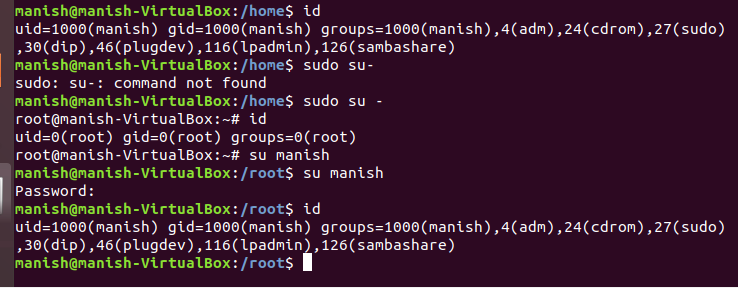 manish@manish-VirtualBox:/home$ id
uid=1000(manish) gid=1000(manish) groups=1000(manish),4(adm),24(cdrom),27(sudo)
,30(dip),46(plugdev),116(lpadmin),126(sambashare)
manish@manish-VirtualBox:/home$ sudo su-
sudo: su-: command not found
manish@manish-VirtualBox:/home$ sudo su -
root@manish-VirtualBox:~# id
uid=0(root) gid=0(root) groups=0(root)
root@manish-VirtualBox:~# su manish
manish@manish-VirtualBox:/root$ su manish
Password:
manish@manish-VirtualBox:/root$ id
uid=1000(manish) gid=1000(manish) groups=1000(manish),4(adm),24(cdrom),27(sudo)
,30(dip),46(plugdev),116(lpadmin),126(sambashare)
manish@manish-VirtualBox:/root$